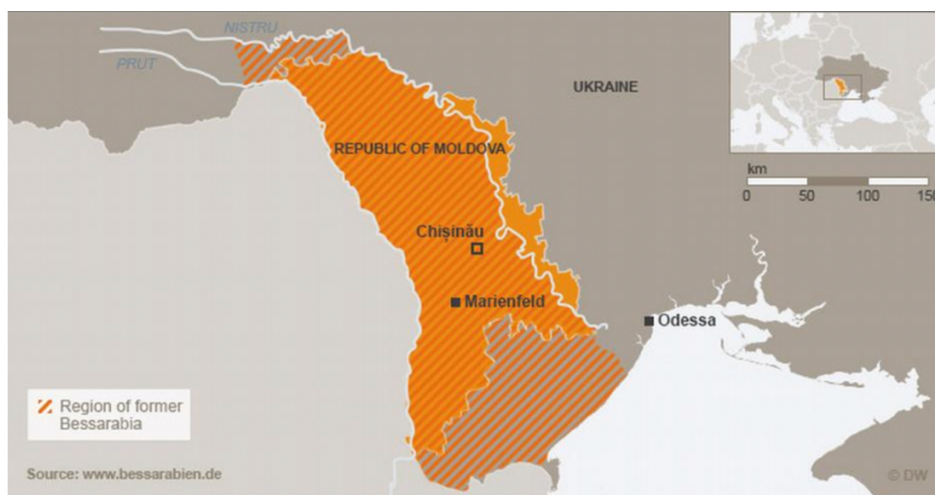 NISTRU
PRUT
UKRAINE
REPUBLIC OF MOLDOVA
km
0 50 100 150
Chișinău
Marienfeld
Odessa
Region of former
Bessarabia
Source: www.bessarabien.de
© DW